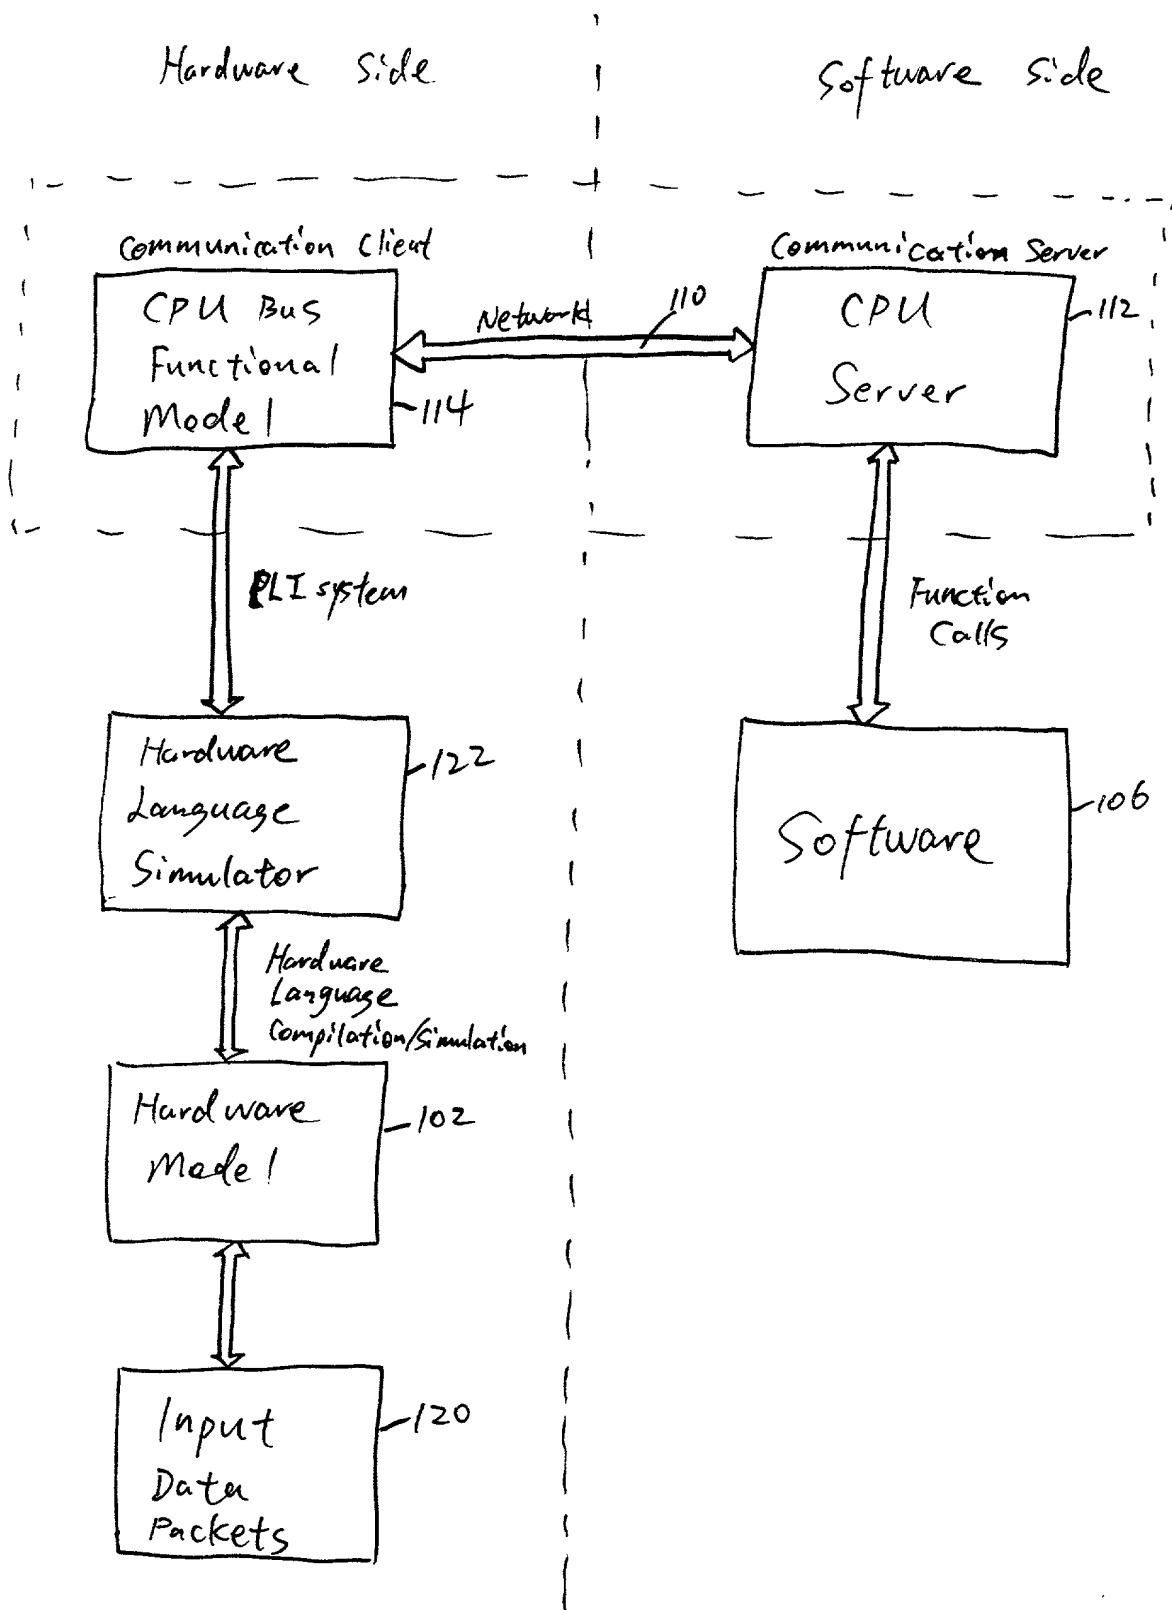 Hardware Side
Software Side
Communication Client
Communication Server
CPU Bus
Functional
Model
114
Network
110
CPU
Server
112
PLI system
Function
Calls
Hardware
Language
Simulator
122
Software
106
Hardware
Language
Compilation/Simulation
Hardware
Model
102
Input
Data
Packets
120